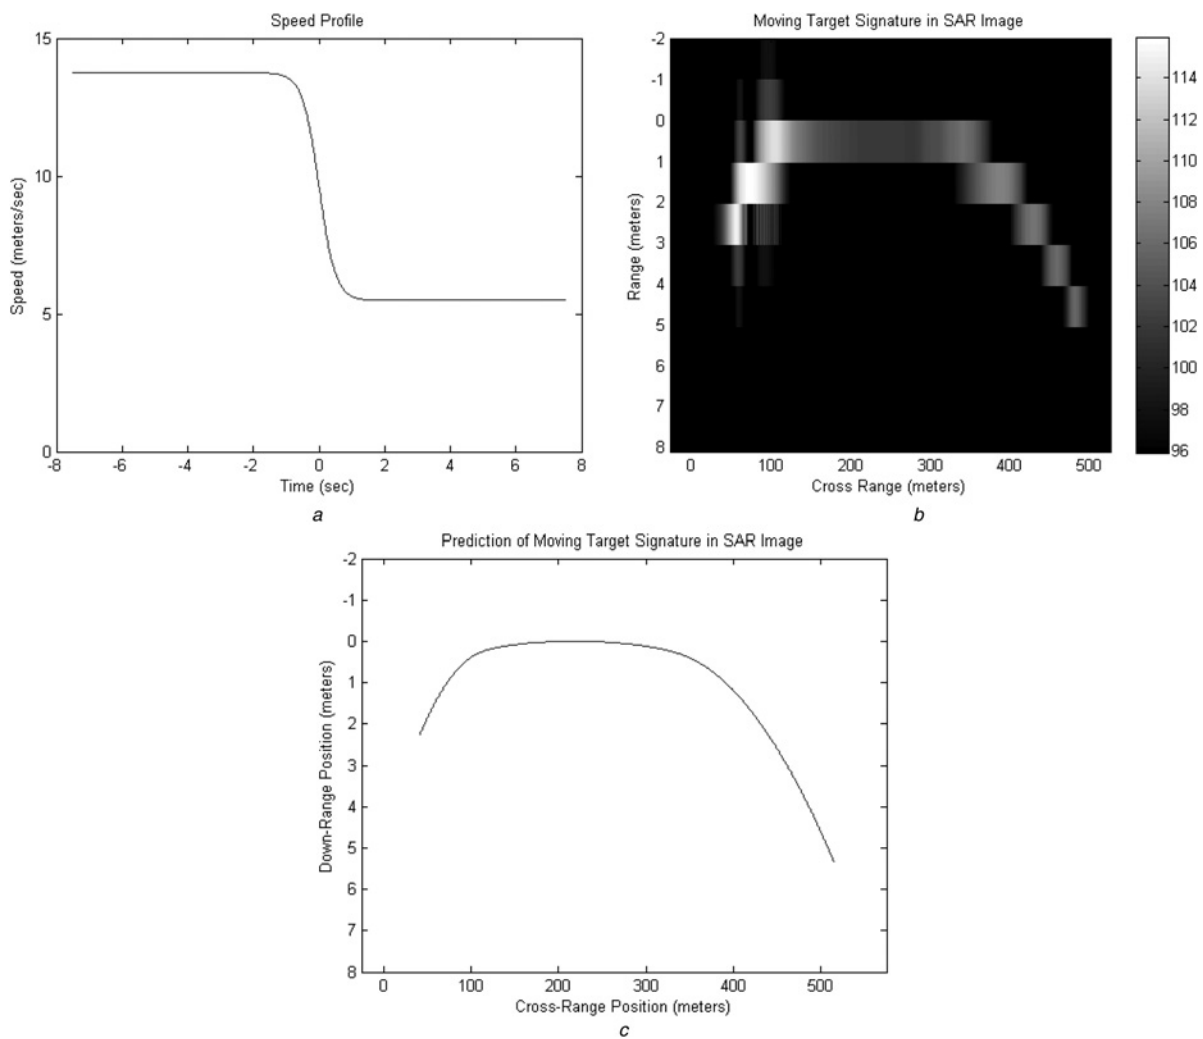 Speed Profile
15
10
5
0
Speed (meters/sec)
-8 -6 -4 -2 0 2 4 6 8
Time (sec)
a
Moving Target Signature in SAR Image
-2
-1
0
1
2
3
4
5
6
7
8
Range (meters)
0 100 200 300 400 500
Cross Range (meters)
114
112
110
108
106
104
102
100
98
96
b
Prediction of Moving Target Signature in SAR Image
-2
-1
0
1
2
3
4
5
6
7
8
Down-Range Position (meters)
0 100 200 300 400 500
Cross-Range Position (meters)
c